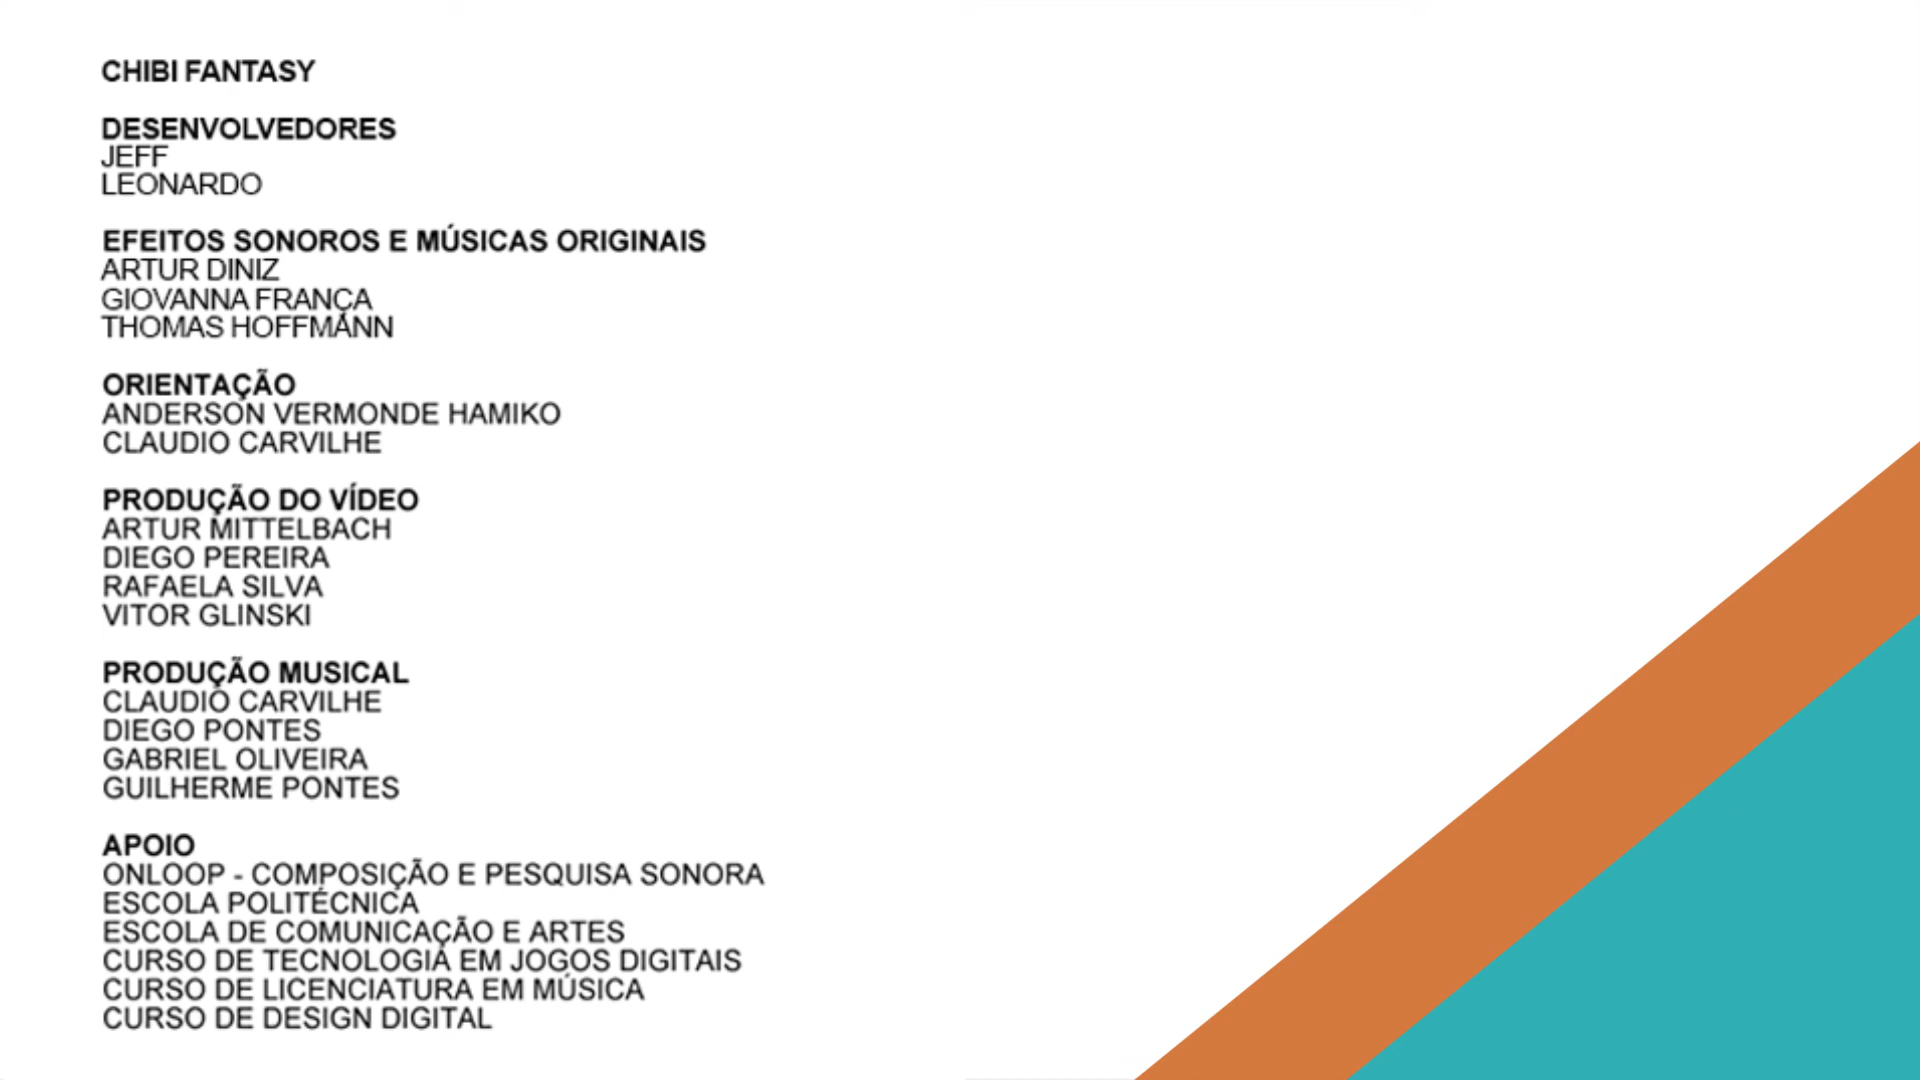 CHIBI FANTASY
DESENVOLVEDORES
JEFF
LEONARDO
EFEITOS SONOROS E MÚSICAS ORIGINAIS
ARTUR DINIZ
GIOVANNA FRANÇA
THOMAS HOFFMANN
ORIENTAÇÃO
ANDERSON VERMONDE HAMIKO
CLAUDIO CARVILHE
PRODUÇÃO DO VÍDEO
ARTUR MITTELBACH
DIEGO PEREIRA
RAFAELA SILVA
VITOR GLINSKI
PRODUÇÃO MUSICAL
CLAUDIO CARVILHE
DIEGO PONTES
GABRIEL OLIVEIRA
GUILHERME PONTES
APOIO
ONLOOP - COMPOSIÇÃO E PESQUISA SONORA
ESCOLA POLITÉCNICA
ESCOLA DE COMUNICAÇÃO E ARTES
CURSO DE TECNOLOGIA EM JOGOS DIGITAIS
CURSO DE LICENCIATURA EM MÚSICA
CURSO DE DESIGN DIGITAL